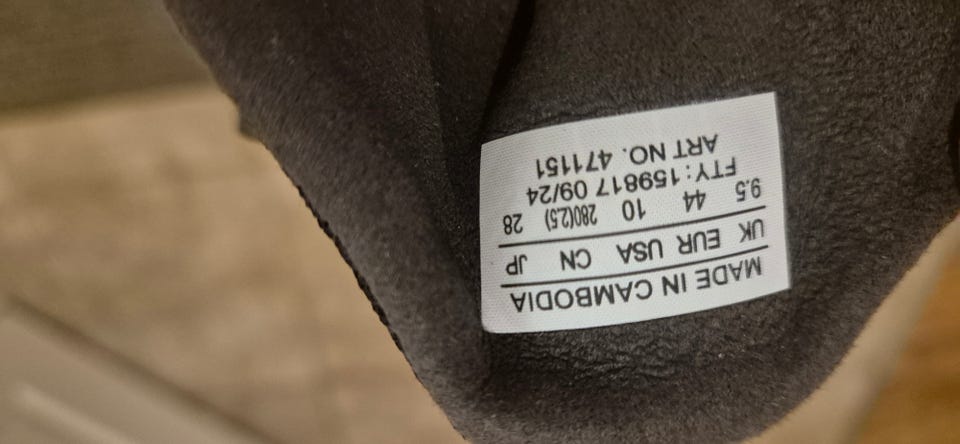 MADE IN CAMBODIA
UK EUR USA CN JP
9.5 44 10 280(2.5) 28
FTY: 159817 09/24
ART NO. 471151